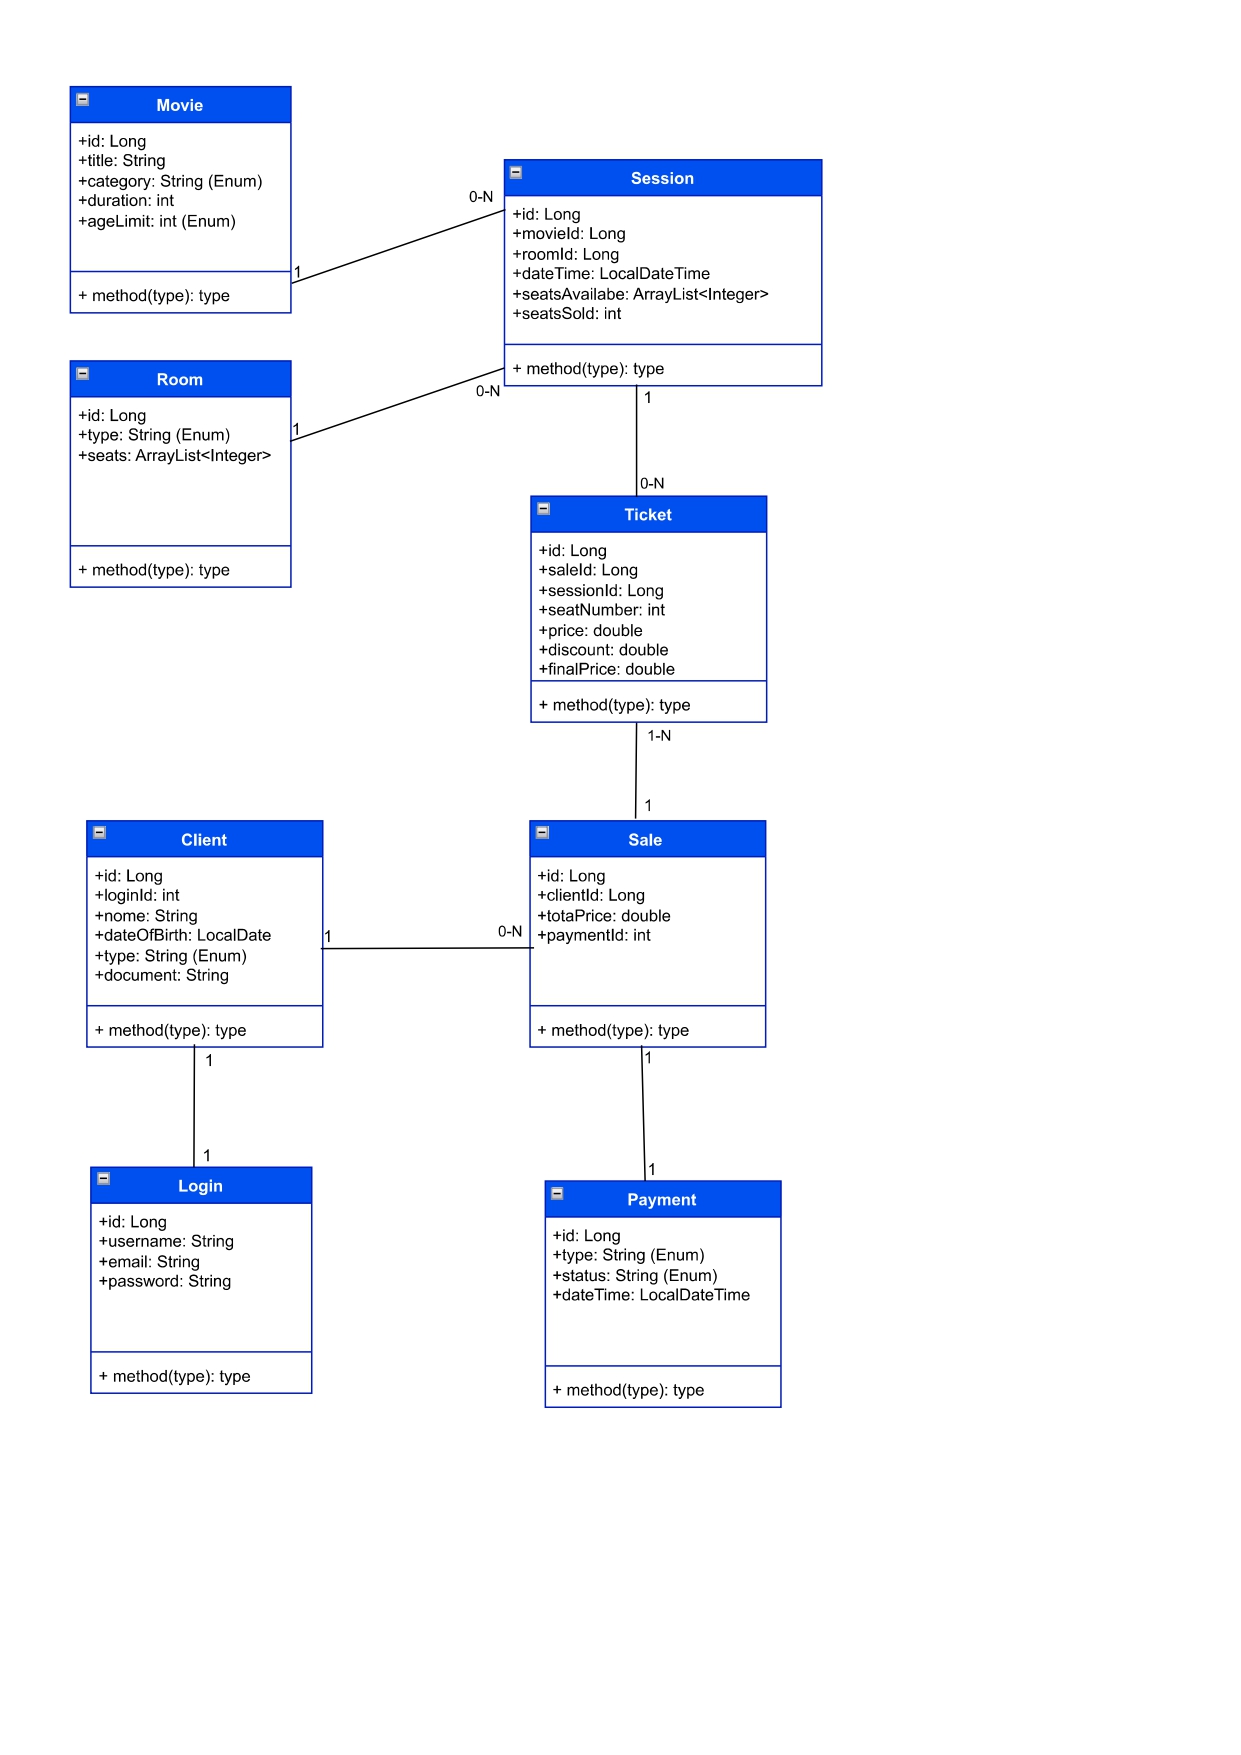 Movie
+id: Long
+title: String
+category: String (Enum)
+duration: int
+ageLimit: int (Enum)
+ method(type): type
1
0-N
Session
+id: Long
+movieId: Long
+roomId: Long
+dateTime: LocalDateTime
+seatsAvailabe: ArrayList<Integer>
+seatsSold: int
+ method(type): type
Room
+id: Long
+type: String (Enum)
+seats: ArrayList<Integer>
+ method(type): type
1
0-N
1
0-N
Ticket
+id: Long
+saleId: Long
+sessionId: Long
+seatNumber: int
+price: double
+discount: double
+finalPrice: double
+ method(type): type
1-N
1
Client
+id: Long
+loginId: int
+nome: String
+dateOfBirth: LocalDate
+type: String (Enum)
+document: String
+ method(type): type
1
0-N
Sale
+id: Long
+clientId: Long
+totaPrice: double
+paymentId: int
+ method(type): type
1
1
Login
+id: Long
+username: String
+email: String
+password: String
+ method(type): type
1
1
Payment
+id: Long
+type: String (Enum)
+status: String (Enum)
+dateTime: LocalDateTime
+ method(type): type